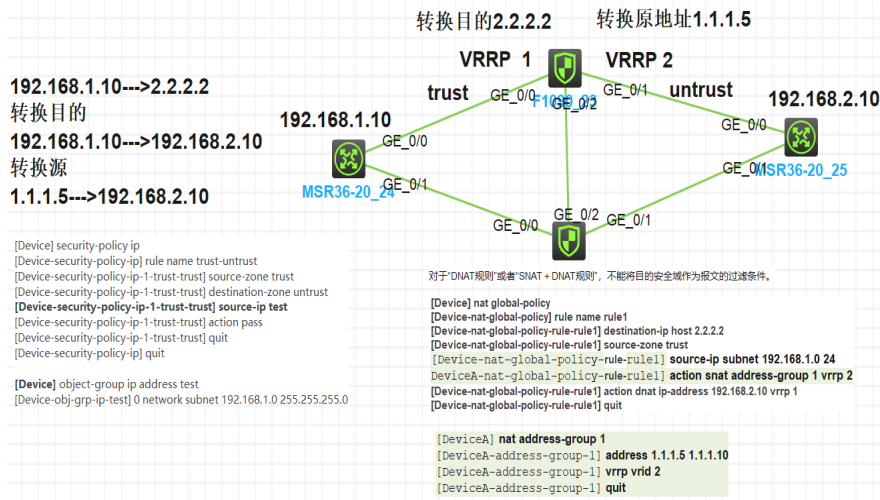 转换目的2.2.2.2
转换原地址1.1.1.5
VRRP 1
VRRP 2
192.168.1.10--->2.2.2.2
转换目的
192.168.1.10--->192.168.2.10
转换源
1.1.1.5--->192.168.2.10
trust
untrust
GE_0/0
GE_0/1
GE_0/2
192.168.1.10
192.168.2.10
GE_0/0
GE_0/0
GE_0/1
MSR36-20_24
GE_0/1
MSR36-20_25
GE_0/0
GE_0/2
GE_0/1
对于“DNAT规则”或者“SNAT + DNAT规则”，不能将目的安全域作为报文的过滤条件。
[Device] security-policy ip
[Device-security-policy-ip] rule name trust-untrust
[Device-security-policy-ip-1-trust-trust] source-zone trust
[Device-security-policy-ip-1-trust-trust] destination-zone untrust
[Device-security-policy-ip-1-trust-trust] source-ip test
[Device-security-policy-ip-1-trust-trust] action pass
[Device-security-policy-ip-1-trust-trust] quit
[Device-security-policy-ip] quit
[Device] object-group ip address test
[Device-obj-grp-ip-test] 0 network subnet 192.168.1.0 255.255.255.0
[Device] nat global-policy
[Device-nat-global-policy] rule name rule1
[Device-nat-global-policy-rule-rule1] destination-ip host 2.2.2.2
[Device-nat-global-policy-rule-rule1] source-zone trust
[Device-nat-global-policy-rule-rule1] source-ip subnet 192.168.1.0 24
DeviceA-nat-global-policy-rule-rule1] action snat address-group 1 vrrp 2
[Device-nat-global-policy-rule-rule1] action dnat ip-address 192.168.2.10 vrrp 1
[Device-nat-global-policy-rule-rule1] quit
[DeviceA] nat address-group 1
[DeviceA-address-group-1] address 1.1.1.5 1.1.1.10
[DeviceA-address-group-1] vrrp vrid 2
[DeviceA-address-group-1] quit